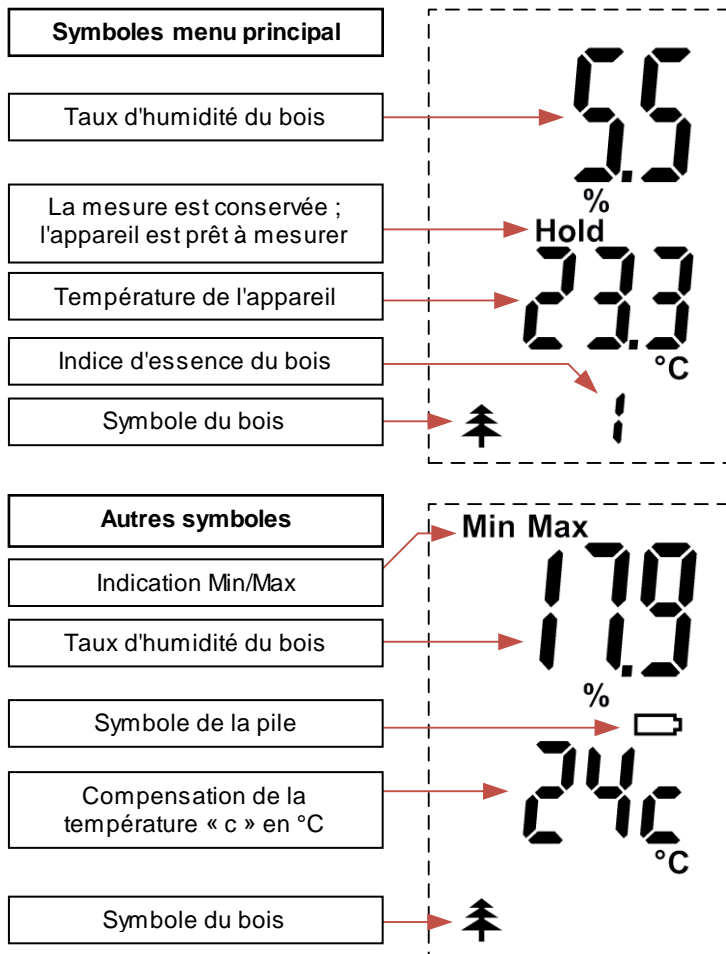 Symboles menu principal
Taux d'humidité du bois
5.5
%
La mesure est conservée ;
l'appareil est prêt à mesurer
Hold
Température de l'appareil
23.3
°C
Indice d'essence du bois
1
Symbole du bois
Autres symboles
Min Max
Indication Min/Max
Taux d'humidité du bois
17.9
%
Symbole de la pile
Compensation de la
température « c » en °C
24c
°C
Symbole du bois